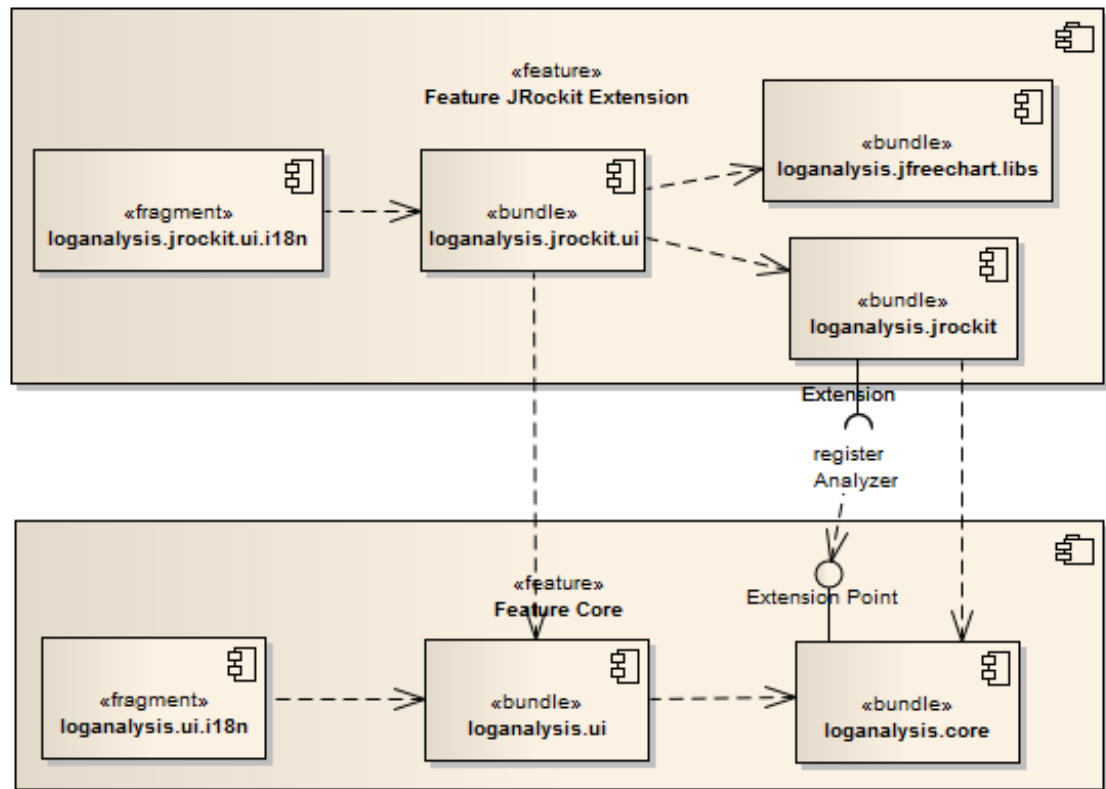 «feature»
Feature JRockit Extension
«bundle»
loganalysis.jfreechart.libs
«fragment»
loganalysis.jrockit.ui.i18n
«bundle»
loganalysis.jrockit.ui
«bundle»
loganalysis.jrockit
Extension
register
Analyzer
«feature»
Feature Core
Extension Point
«fragment»
loganalysis.ui.i18n
«bundle»
loganalysis.ui
«bundle»
loganalysis.core